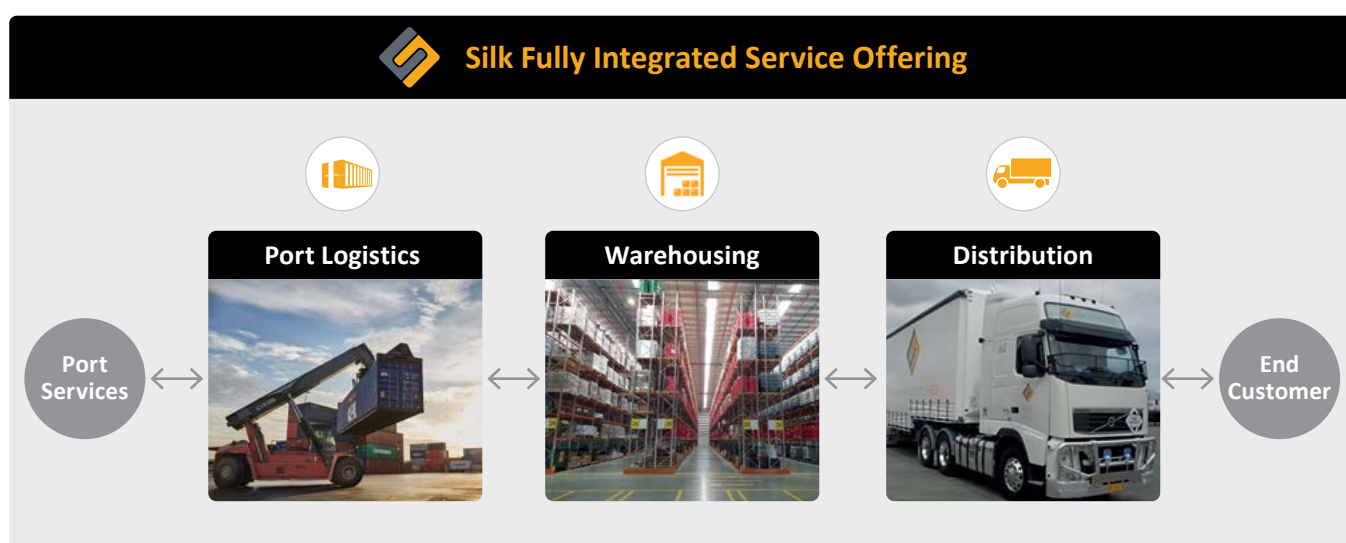 Silk Fully Integrated Service Offering
Port Logistics
Warehousing
Distribution
Port
Services
End
Customer